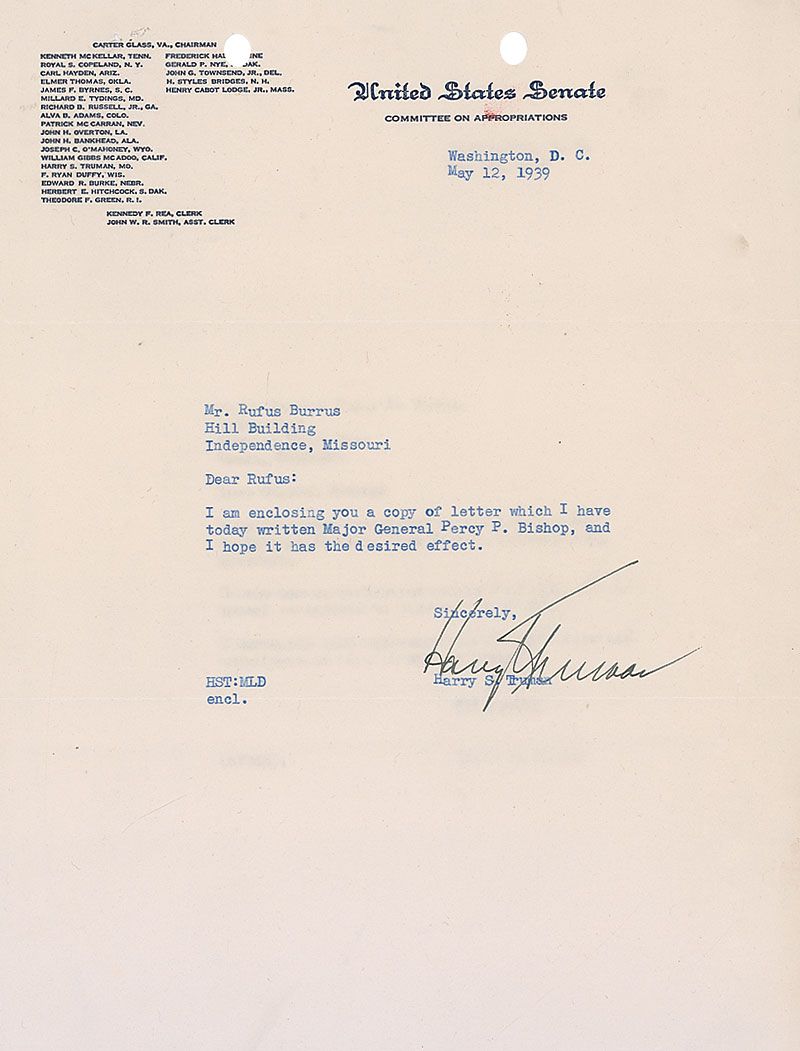 CARTER GLASS, VA., CHAIRMAN
KENNETH MCKELLAR, TENN.
ROYAL S. COPELAND, N. Y.
CARL HAYDEN, ARIZ.
ELMER THOMAS, OKLA.
JAMES F. BYRNES, S. C.
MILLARD E. TYDINGS, MD.
RICHARD B. RUSSELL, JR., GA.
ALVA B. ADAMS, COLO.
PATRICK MC CARRAN, NEV.
JOHN H. OVERTON, LA.
JOHN H. BANKHEAD, ALA.
JOSEPH C. O'MAHONEY, WYO.
WILLIAM GIBBS MC ADOO, CALIF.
HARRY S. TRUMAN, MO.
F. RYAN DUFFY, WIS.
EDWARD R. BURKE, NEBR.
HERBERT E. HITCHCOCK, S. DAK.
THEODORE F. GREEN, R. I.
FREDERICK
GERALD P. NYE, DAK.
JOHN G. TOWNSEND, JR., DEL.
H. STYLES BRIDGES, N. H.
HENRY CABOT LODGE, JR., MASS.
KENNEDY F. REA, CLERK
JOHN W. R. SMITH, ASST. CLERK
United States Senate
COMMITTEE ON APPROPRIATIONS
Washington, D. C.
May 12, 1939
Mr. Rufus Burrus
Hill Building
Independence, Missouri
Dear Rufus:
I am enclosing you a copy of letter which I have
today written Major General Percy P. Bishop, and
I hope it has the desired effect.
Sincerely,
Harry S Truman
Harry S. Truman
HST:MLD
encl.